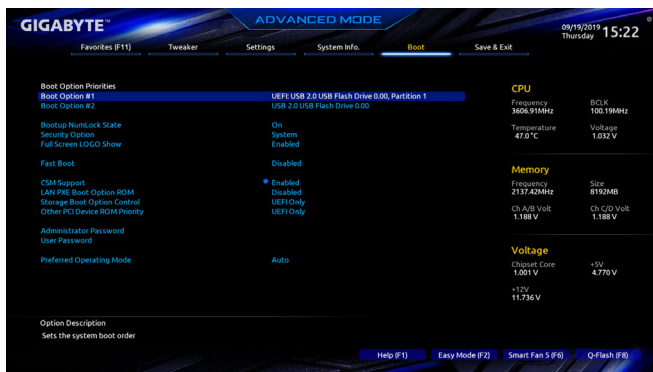 GIGABYTE™
ADVANCED MODE
09/19/2019 Thursday 15:22
Favorites (F11) Tweaker Settings System Info. Boot Save & Exit
Boot Option Priorities
Boot Option #1 UEFI: USB 2.0 USB Flash Drive 0.00, Partition 1
Boot Option #2 USB 2.0 USB Flash Drive 0.00
Bootup NumLock State On
Security Option System
Full Screen LOGO Show Enabled
Fast Boot Disabled
CSM Support Enabled
LAN PXE Boot Option ROM Disabled
Storage Boot Option Control UEFI Only
Other PCI Device ROM Priority UEFI Only
Administrator Password
User Password
Preferred Operating Mode Auto
CPU
Frequency BCLK
3606.91MHz 100.19MHz
Temperature Voltage
47.0 °C 1.032 V
Memory
Frequency Size
2137.42MHz 8192MB
Ch A/B Volt Ch C/D Volt
1.188 V 1.188 V
Voltage
Chipset Core +5V
1.001 V 4.770 V
+12V
11.736 V
Option Description
Sets the system boot order
Help (F1) Easy Mode (F2) Smart Fan 5 (F6) Q-Flash (F8)